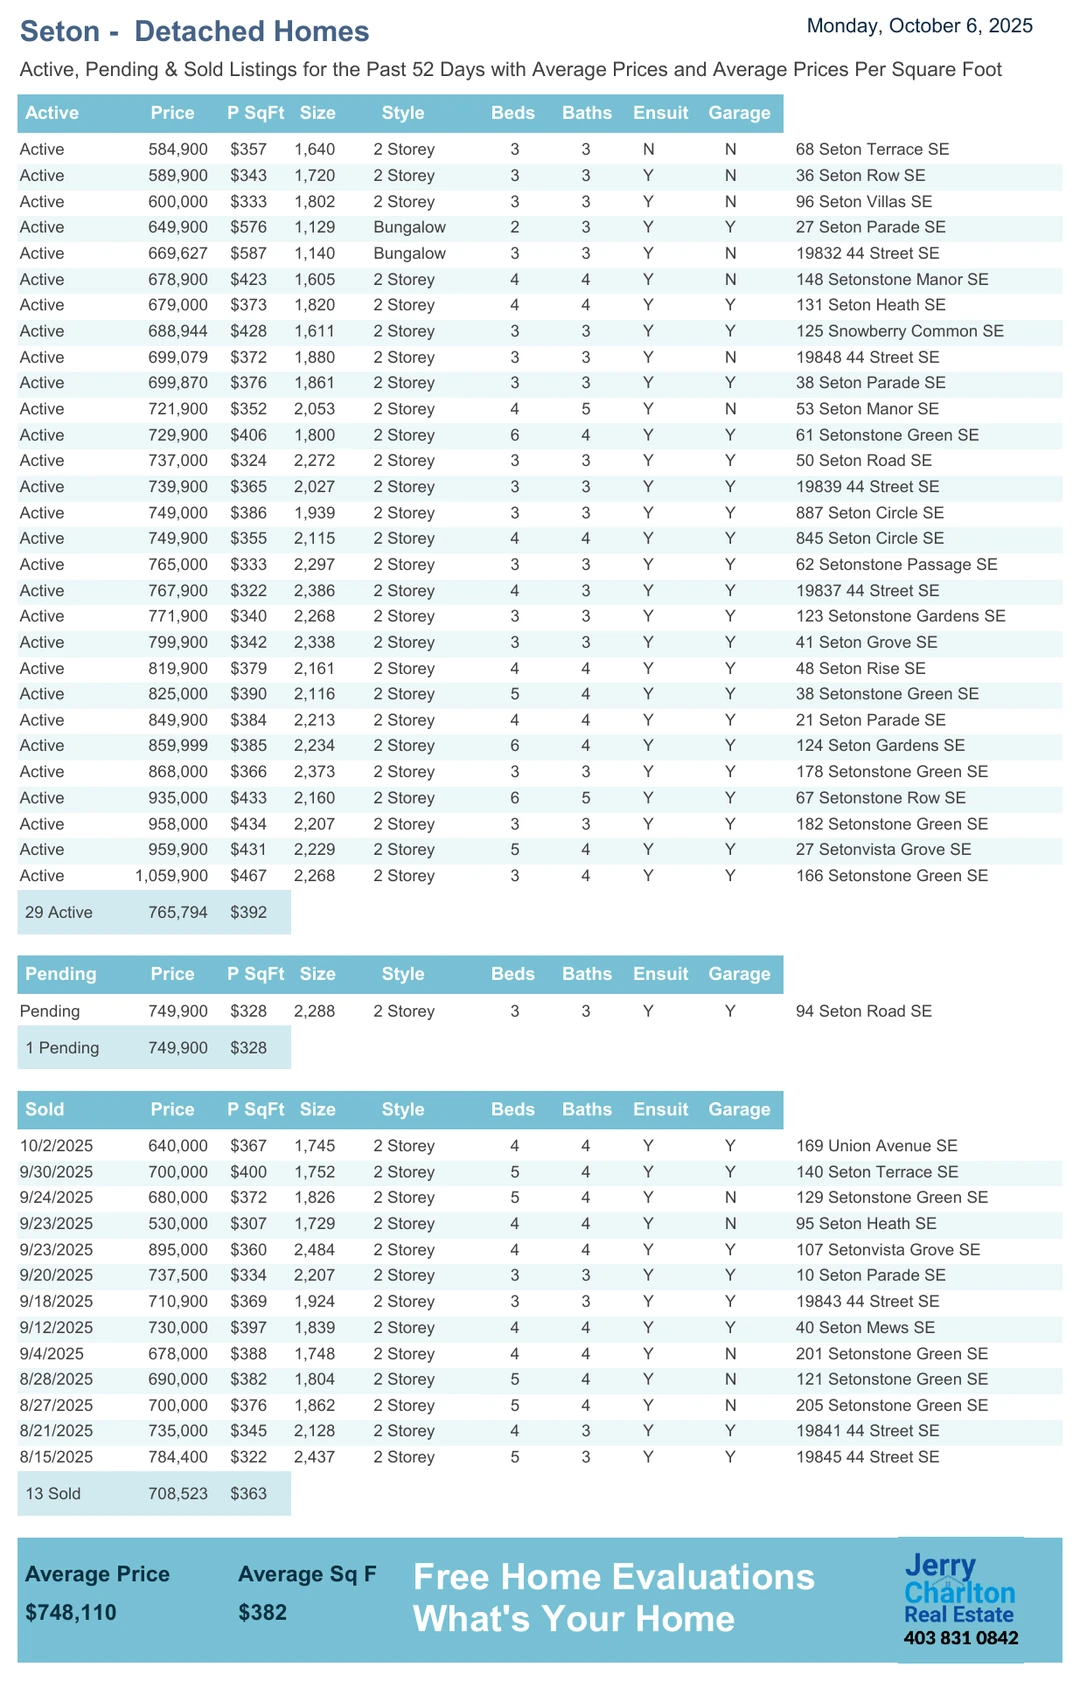 Seton - Detached Homes
Monday, October 6, 2025
Active, Pending & Sold Listings for the Past 52 Days with Average Prices and Average Prices Per Square Foot
Active Price P SqFt Size Style Beds Baths Ensuit Garage
Active 584,900 $357 1,640 2 Storey 3 3 N N 68 Seton Terrace SE
Active 589,900 $343 1,720 2 Storey 3 3 Y N 36 Seton Row SE
Active 600,000 $333 1,802 2 Storey 3 3 Y N 96 Seton Villas SE
Active 649,900 $576 1,129 Bungalow 2 3 Y Y 27 Seton Parade SE
Active 669,627 $587 1,140 Bungalow 3 3 Y N 19832 44 Street SE
Active 678,900 $423 1,605 2 Storey 4 4 Y N 148 Setonstone Manor SE
Active 679,000 $373 1,820 2 Storey 4 4 Y Y 131 Seton Heath SE
Active 688,944 $428 1,611 2 Storey 3 3 Y Y 125 Snowberry Common SE
Active 699,079 $372 1,880 2 Storey 3 3 Y N 19848 44 Street SE
Active 699,870 $376 1,861 2 Storey 3 3 Y Y 38 Seton Parade SE
Active 721,900 $352 2,053 2 Storey 4 5 Y N 53 Seton Manor SE
Active 729,900 $406 1,800 2 Storey 6 4 Y Y 61 Setonstone Green SE
Active 737,000 $324 2,272 2 Storey 3 3 Y Y 50 Seton Road SE
Active 739,900 $365 2,027 2 Storey 3 3 Y Y 19839 44 Street SE
Active 749,000 $386 1,939 2 Storey 3 3 Y Y 887 Seton Circle SE
Active 749,900 $355 2,115 2 Storey 4 4 Y Y 845 Seton Circle SE
Active 765,000 $333 2,297 2 Storey 3 3 Y Y 62 Setonstone Passage SE
Active 767,900 $322 2,386 2 Storey 4 3 Y Y 19837 44 Street SE
Active 771,900 $340 2,268 2 Storey 3 3 Y Y 123 Setonstone Gardens SE
Active 799,900 $342 2,338 2 Storey 3 3 Y Y 41 Seton Grove SE
Active 819,900 $379 2,161 2 Storey 4 4 Y Y 48 Seton Rise SE
Active 825,000 $390 2,116 2 Storey 5 4 Y Y 38 Setonstone Green SE
Active 849,900 $384 2,213 2 Storey 4 4 Y Y 21 Seton Parade SE
Active 859,999 $385 2,234 2 Storey 6 4 Y Y 124 Seton Gardens SE
Active 868,000 $366 2,373 2 Storey 3 3 Y Y 178 Setonstone Green SE
Active 935,000 $433 2,160 2 Storey 6 5 Y Y 67 Setonstone Row SE
Active 958,000 $434 2,207 2 Storey 3 3 Y Y 182 Setonstone Green SE
Active 959,900 $431 2,229 2 Storey 5 4 Y Y 27 Setonvista Grove SE
Active 1,059,900 $467 2,268 2 Storey 3 4 Y Y 166 Setonstone Green SE
29 Active 765,794 $392
Pending Price P SqFt Size Style Beds Baths Ensuit Garage
Pending 749,900 $328 2,288 2 Storey 3 3 Y Y 94 Seton Road SE
1 Pending 749,900 $328
Sold Price P SqFt Size Style Beds Baths Ensuit Garage
10/2/2025 640,000 $367 1,745 2 Storey 4 4 Y Y 169 Union Avenue SE
9/30/2025 700,000 $400 1,752 2 Storey 5 4 Y Y 140 Seton Terrace SE
9/24/2025 680,000 $372 1,826 2 Storey 5 4 Y N 129 Setonstone Green SE
9/23/2025 530,000 $307 1,729 2 Storey 4 4 Y N 95 Seton Heath SE
9/23/2025 895,000 $360 2,484 2 Storey 4 4 Y Y 107 Setonvista Grove SE
9/20/2025 737,500 $334 2,207 2 Storey 3 3 Y Y 10 Seton Parade SE
9/18/2025 710,900 $369 1,924 2 Storey 3 3 Y Y 19843 44 Street SE
9/12/2025 730,000 $397 1,839 2 Storey 4 4 Y Y 40 Seton Mews SE
9/4/2025 678,000 $388 1,748 2 Storey 4 4 Y N 201 Setonstone Green SE
8/28/2025 690,000 $382 1,804 2 Storey 5 4 Y N 121 Setonstone Green SE
8/27/2025 700,000 $376 1,862 2 Storey 5 4 Y N 205 Setonstone Green SE
8/21/2025 735,000 $345 2,128 2 Storey 4 3 Y Y 19841 44 Street SE
8/15/2025 784,400 $322 2,437 2 Storey 5 3 Y Y 19845 44 Street SE
13 Sold 708,523 $363
Average Price Average Sq F
$748,110 $382
Free Home Evaluations
What's Your Home
Jerry
Charlton
Real Estate
403 831 0842